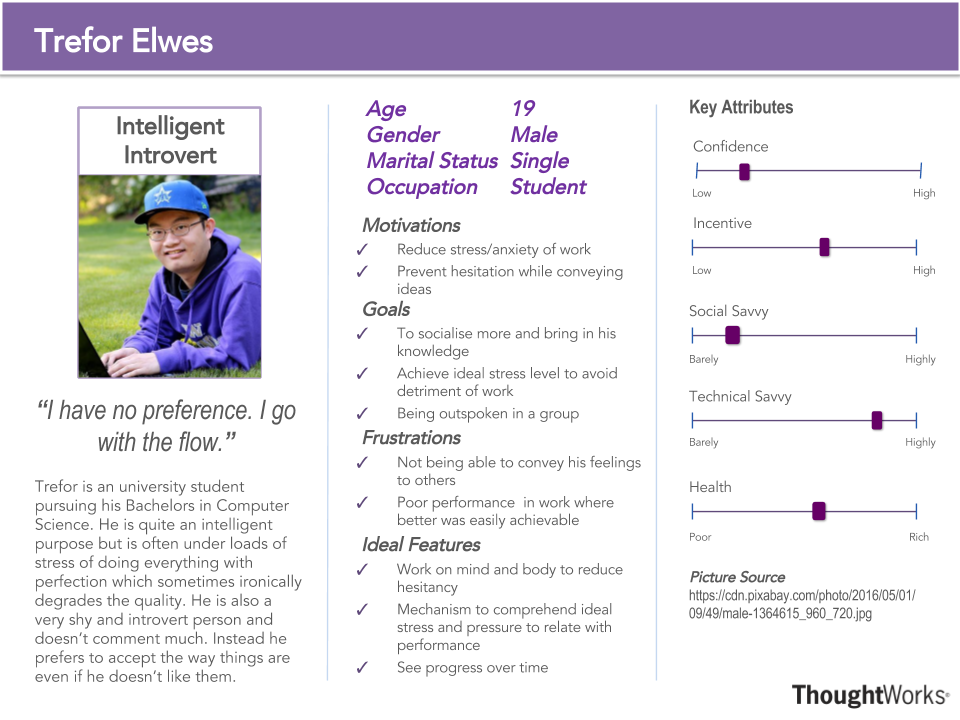 Trefor Elwes
Intelligent
Introvert
“I have no preference. I go
with the flow.”
Trefor is an university student
pursuing his Bachelors in Computer
Science. He is quite an intelligent
purpose but is often under loads of
stress of doing everything with
perfection which sometimes ironically
degrades the quality. He is also a
very shy and introvert person and
doesn’t comment much. Instead he
prefers to accept the way things are
even if he doesn’t like them.
Age 19
Gender Male
Marital Status Single
Occupation Student
Motivations
✓ Reduce stress/anxiety of work
✓ Prevent hesitation while conveying
ideas
Goals
✓ To socialise more and bring in his
knowledge
✓ Achieve ideal stress level to avoid
detriment of work
✓ Being outspoken in a group
Frustrations
✓ Not being able to convey his feelings
to others
✓ Poor performance in work where
better was easily achievable
Ideal Features
✓ Work on mind and body to reduce
hesitancy
✓ Mechanism to comprehend ideal
stress and pressure to relate with
performance
✓ See progress over time
Key Attributes
Confidence
Low High
Incentive
Low High
Social Savvy
Barely Highly
Technical Savvy
Barely Highly
Health
Poor Rich
Picture Source
https://cdn.pixabay.com/photo/2016/05/01/
09/49/male-1364615_960_720.jpg
ThoughtWorks®